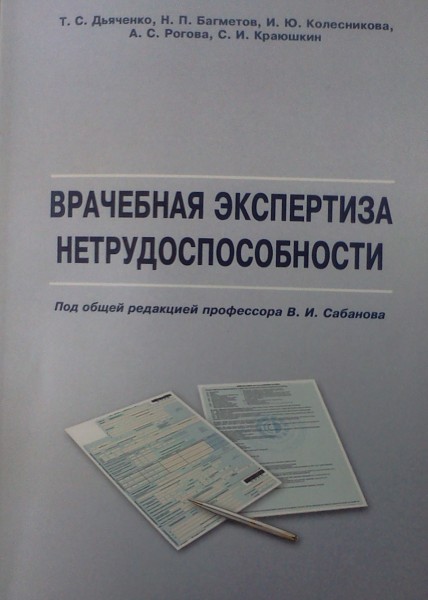 Т. С. Дьяченко, Н. П. Багметов, И. Ю. Колесникова,
А. С. Рогова, С. И. Краюшкин
ВРАЧЕБНАЯ ЭКСПЕРТИЗА
НЕТРУДОСПОСОБНОСТИ
Под общей редакцией профессора В. И. Сабанова